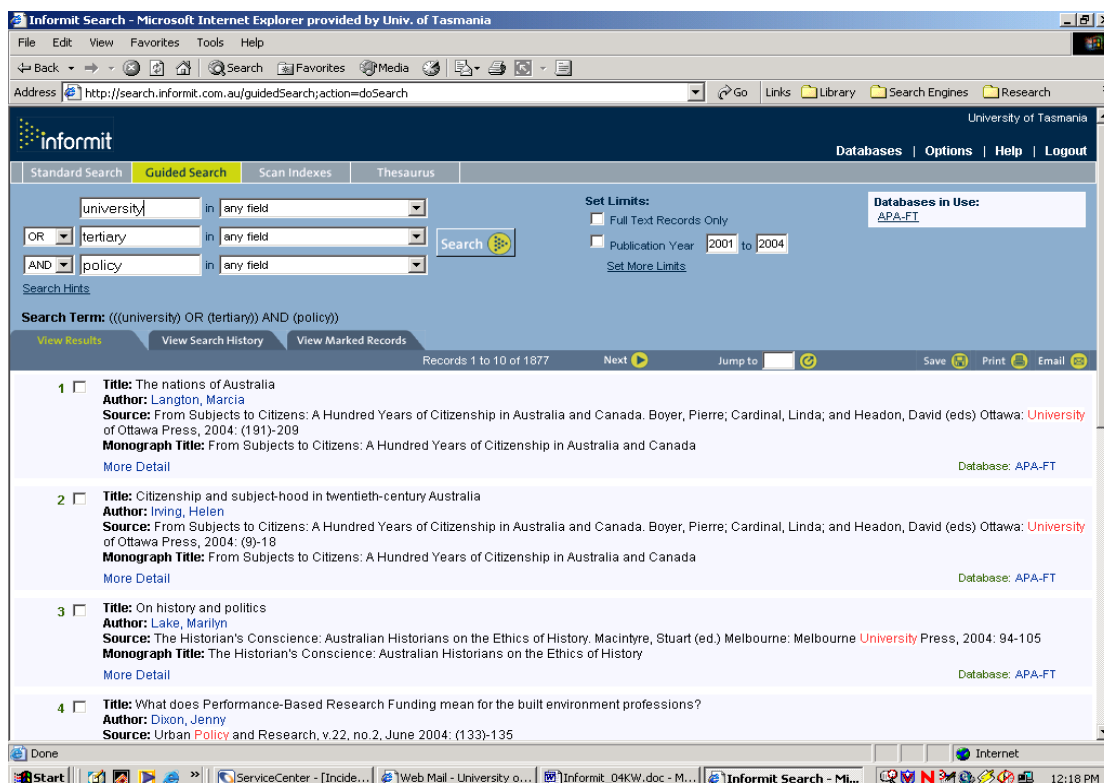 Informit Search - Microsoft Internet Explorer provided by Univ. of Tasmania
File Edit View Favorites Tools Help
Back Search Favorites Media
Address http://search.informit.com.au/guidedSearch;action=doSearch Go Links Library Search Engines Research
University of Tasmania
informit
Databases | Options | Help | Logout
Standard Search Guided Search Scan Indexes Thesaurus
university in any field
OR tertiary in any field
AND policy in any field
Search
Search Hints
Set Limits:
Full Text Records Only
Publication Year 2001 to 2004
Set More Limits
Databases in Use:
APA-FT
Search Term: (((university) OR (tertiary)) AND (policy))
View Results View Search History View Marked Records
Records 1 to 10 of 1877 Next Jump to Save Print Email
1 Title: The nations of Australia
Author: Langton, Marcia
Source: From Subjects to Citizens: A Hundred Years of Citizenship in Australia and Canada. Boyer, Pierre; Cardinal, Linda; and Headon, David (eds) Ottawa: University
of Ottawa Press, 2004: (191)-209
Monograph Title: From Subjects to Citizens: A Hundred Years of Citizenship in Australia and Canada
More Detail Database: APA-FT
2 Title: Citizenship and subject-hood in twentieth-century Australia
Author: Irving, Helen
Source: From Subjects to Citizens: A Hundred Years of Citizenship in Australia and Canada. Boyer, Pierre; Cardinal, Linda; and Headon, David (eds) Ottawa: University
of Ottawa Press, 2004: (9)-18
Monograph Title: From Subjects to Citizens: A Hundred Years of Citizenship in Australia and Canada
More Detail Database: APA-FT
3 Title: On history and politics
Author: Lake, Marilyn
Source: The Historian's Conscience: Australian Historians on the Ethics of History. Macintyre, Stuart (ed.) Melbourne: Melbourne University Press, 2004: 94-105
Monograph Title: The Historian's Conscience: Australian Historians on the Ethics of History
More Detail Database: APA-FT
4 Title: What does Performance-Based Research Funding mean for the built environment professions?
Author: Dixon, Jenny
Source: Urban Policy and Research, v.22, no.2, June 2004: (133)-135
Done Internet
Start » ServiceCenter - [Incide... Web Mail - University o... Informit_04KW.doc - M... Informit Search - Mi... 12:18 PM